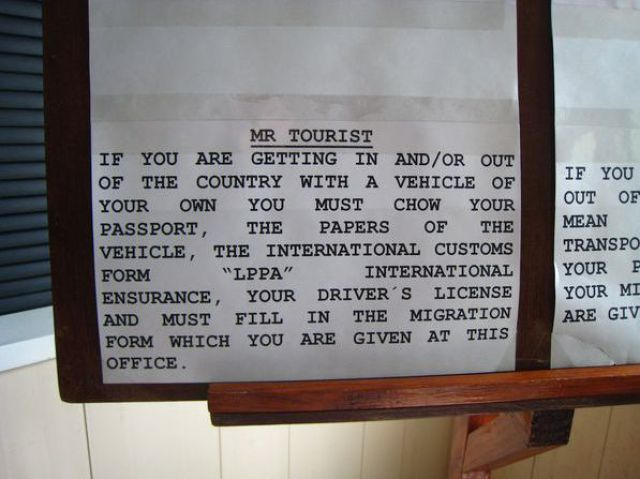 MR TOURIST
IF YOU ARE GETTING IN AND/OR OUT
OF THE COUNTRY WITH A VEHICLE OF
YOUR OWN YOU MUST CHOW YOUR
PASSPORT, THE PAPERS OF THE
VEHICLE, THE INTERNATIONAL CUSTOMS
FORM "LPPA" INTERNATIONAL
ENSURANCE, YOUR DRIVER´S LICENSE
AND MUST FILL IN THE MIGRATION
FORM WHICH YOU ARE GIVEN AT THIS
OFFICE.
IF YOU
OUT OF
MEAN
TRANSPO
YOUR P
YOUR MI
ARE GIV